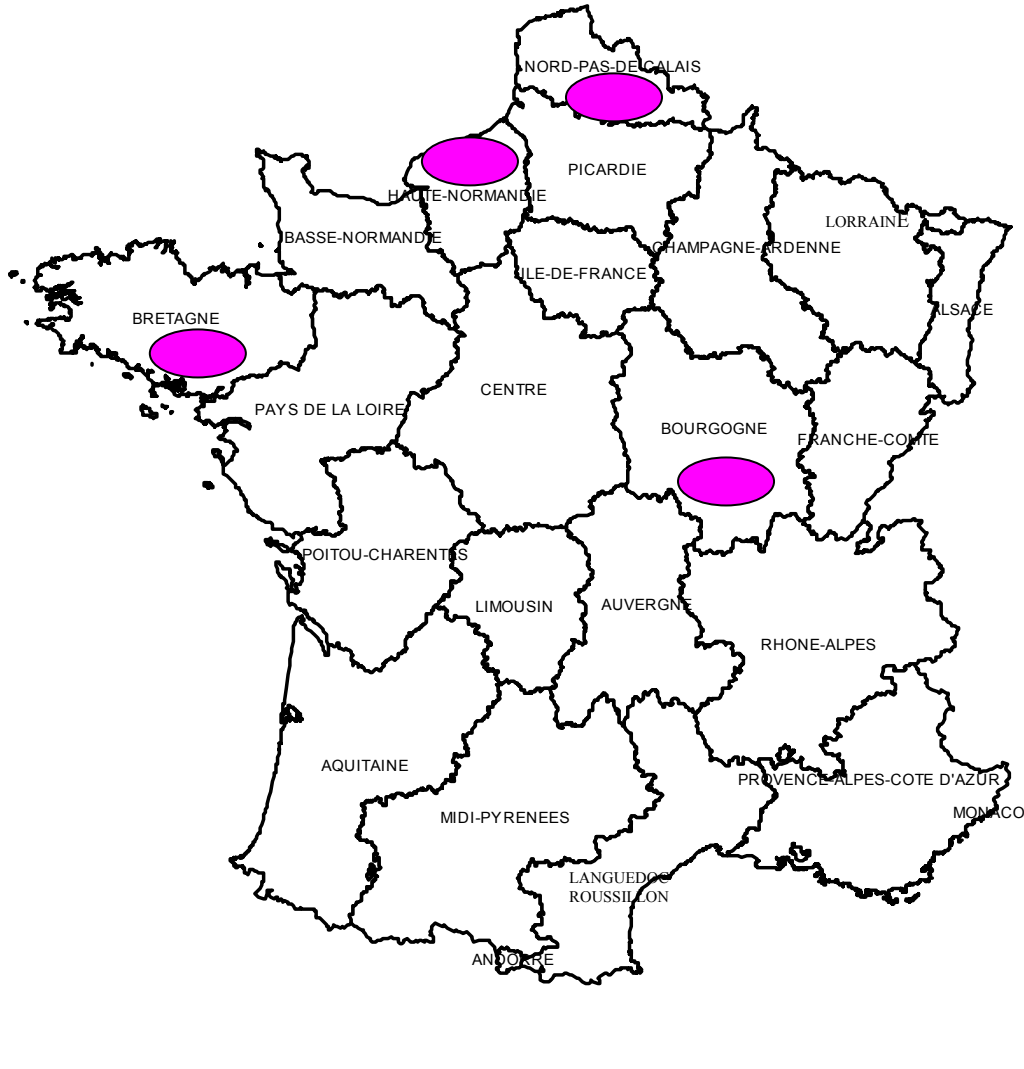 NORD-PAS-DE-CALAIS
PICARDIE
HAUTE-NORMANDIE
LORRAINE
BASSE-NORMANDIE
CHAMPAGNE-ARDENNE
ILE-DE-FRANCE
ALSACE
BRETAGNE
CENTRE
PAYS DE LA LOIRE
BOURGOGNE
FRANCHE-COMTE
POITOU-CHARENTES
LIMOUSIN
AUVERGNE
RHONE-ALPES
AQUITAINE
PROVENCE-ALPES-COTE D'AZUR
MONACO
MIDI-PYRENEES
LANGUEDOC
ROUSSILLON
ANDORRE